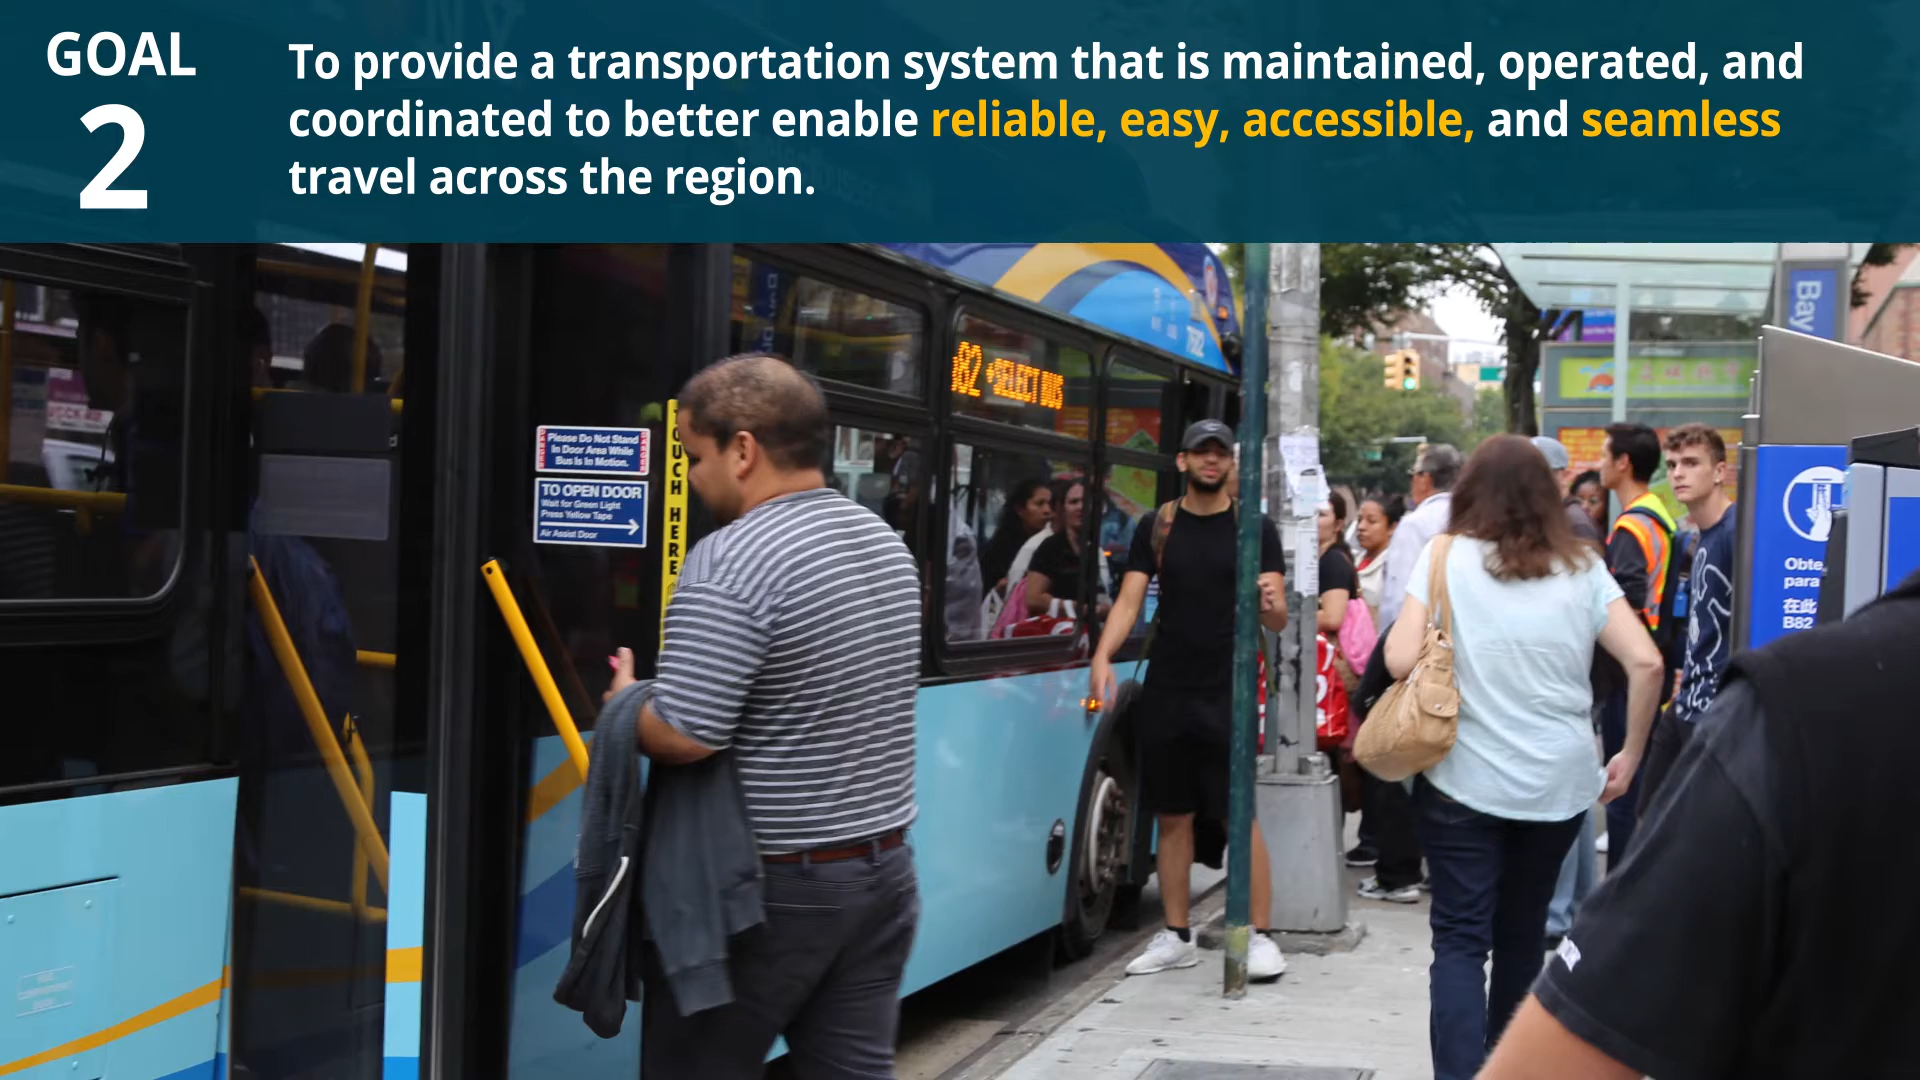 GOAL
2
To provide a transportation system that is maintained, operated, and
coordinated to better enable reliable, easy, accessible, and seamless
travel across the region.
7682
B82 +SELECT BUS
Bay
Please Do Not Stand
In Door Area While
Bus Is In Motion.
TO OPEN DOOR
Wait for Green Light
Press Yellow Tape
Air Assist Door
TOUCH HERE
Obte
para
在此
B82